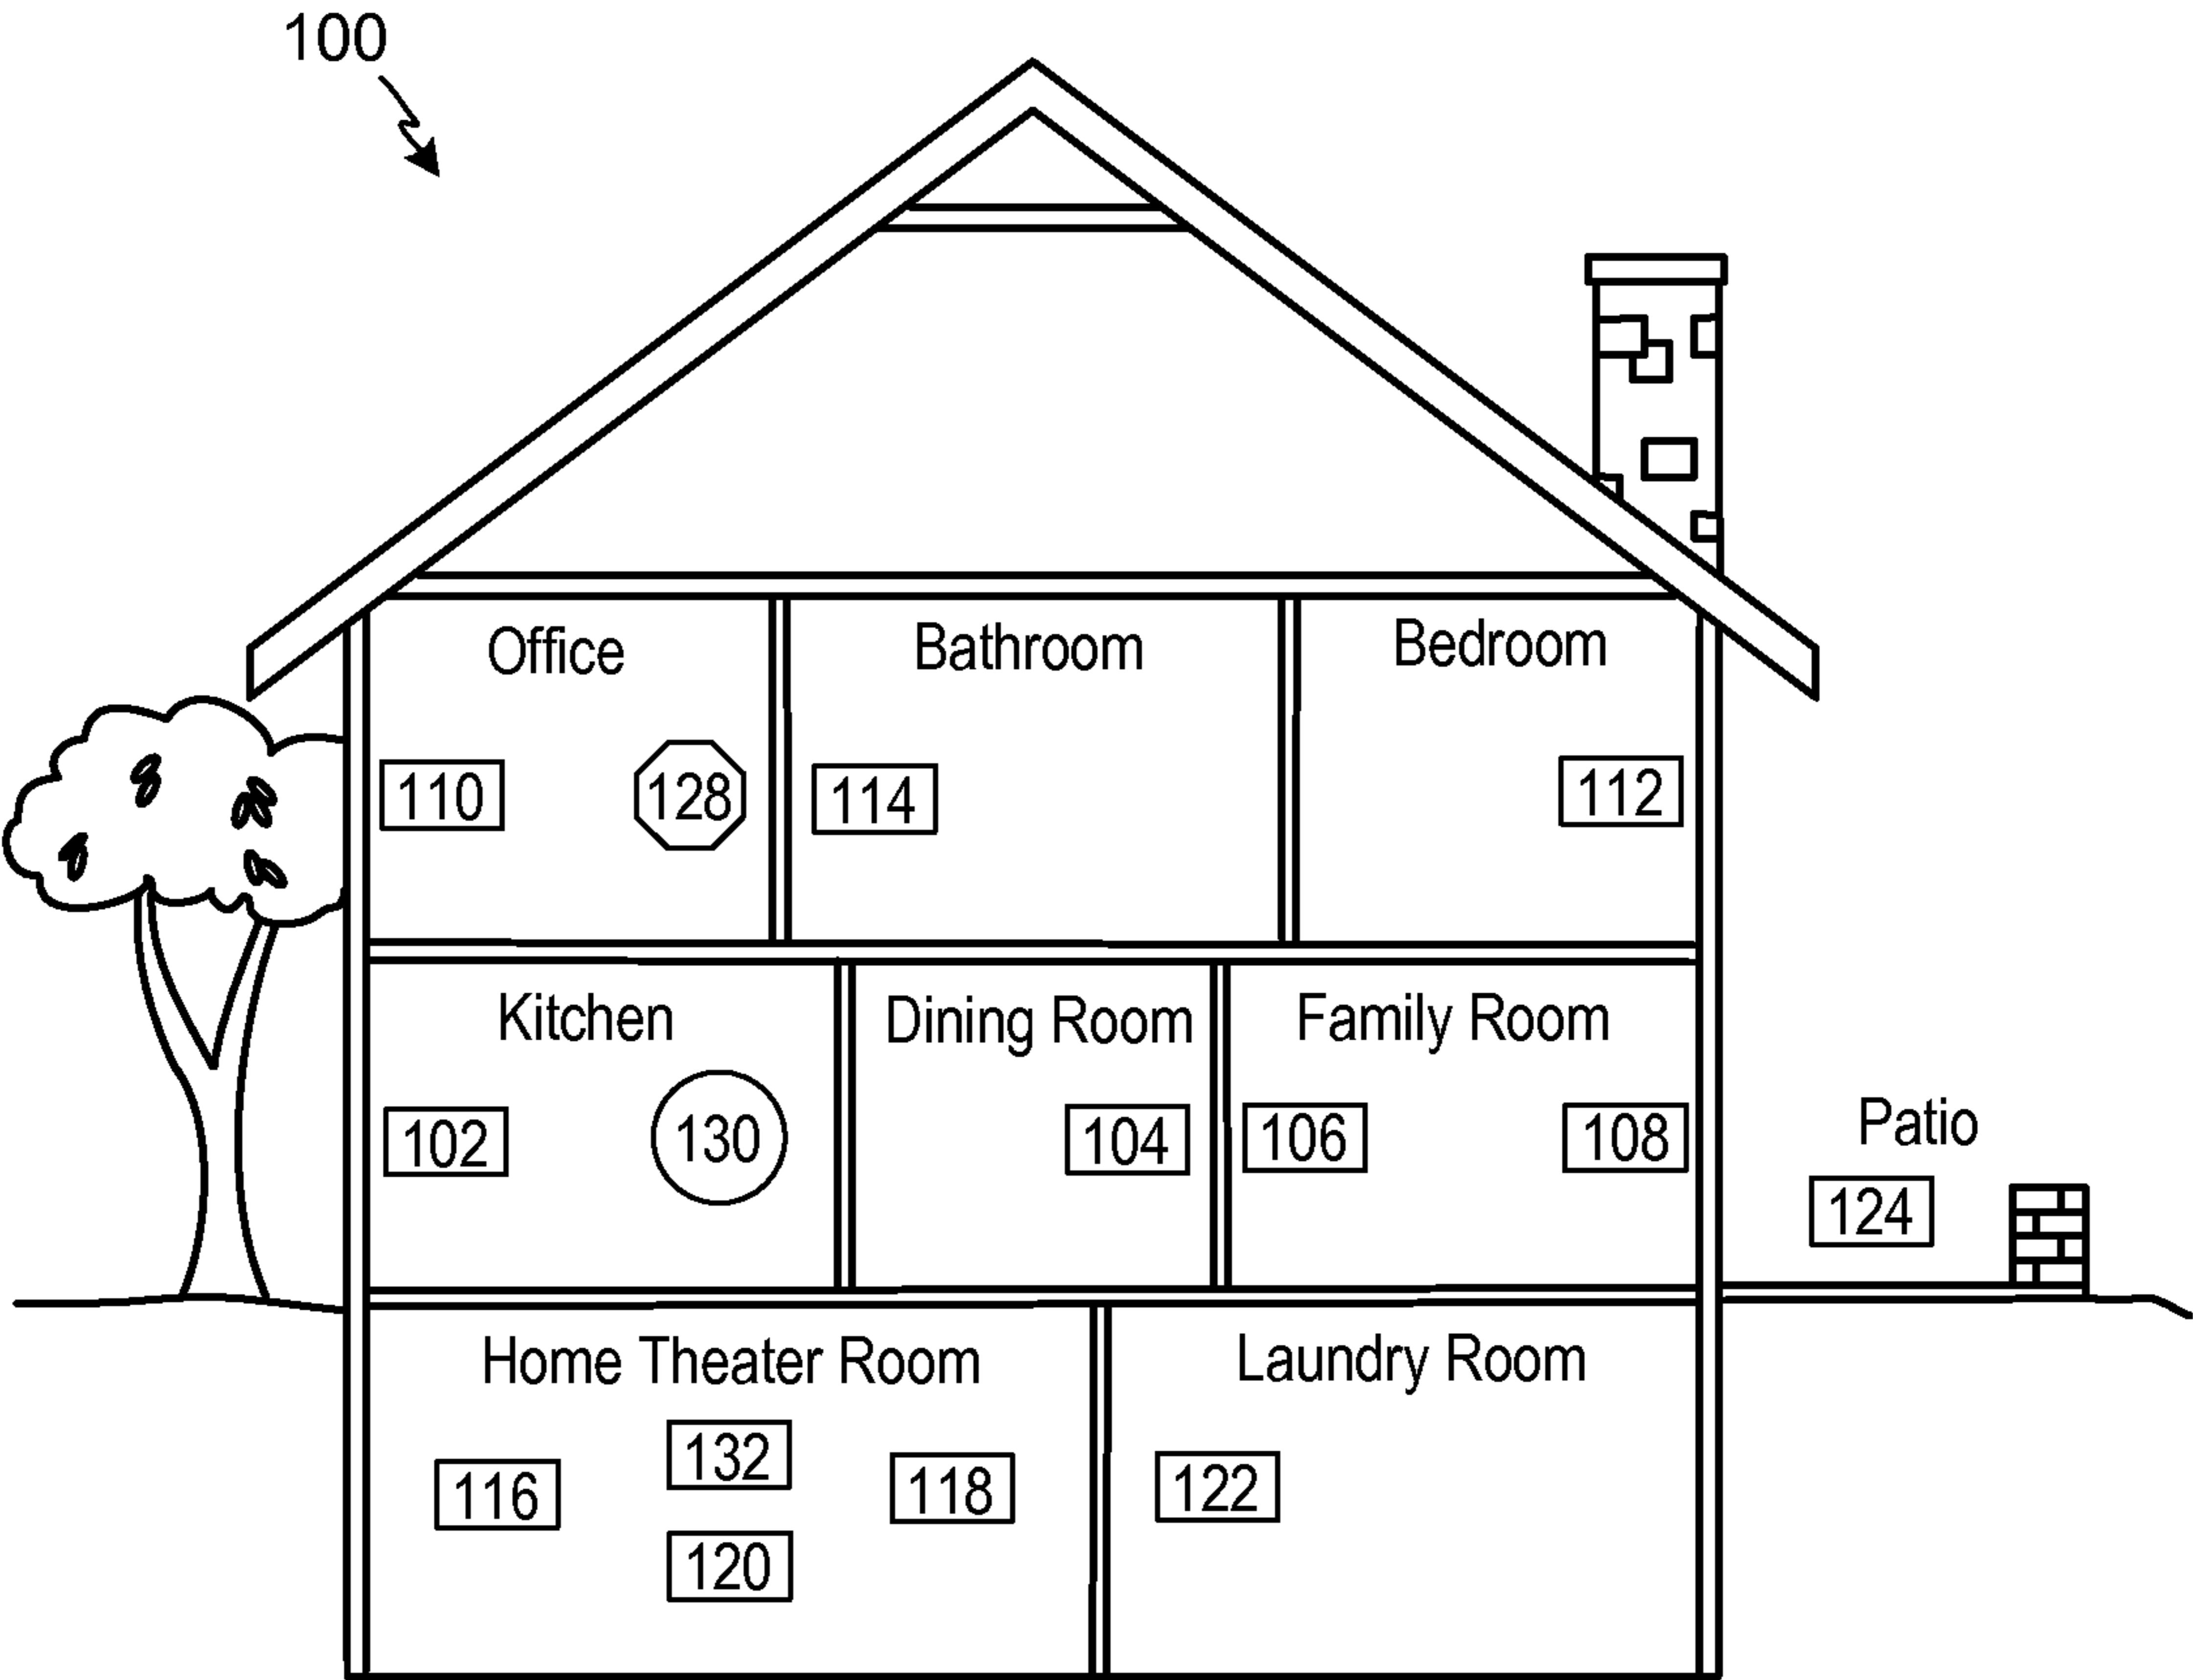 100
Office
Bathroom
Bedroom
110
128
114
112
Kitchen
Dining Room
Family Room
102
130
104
106
108
Patio
124
Home Theater Room
Laundry Room
116
132
118
120
122